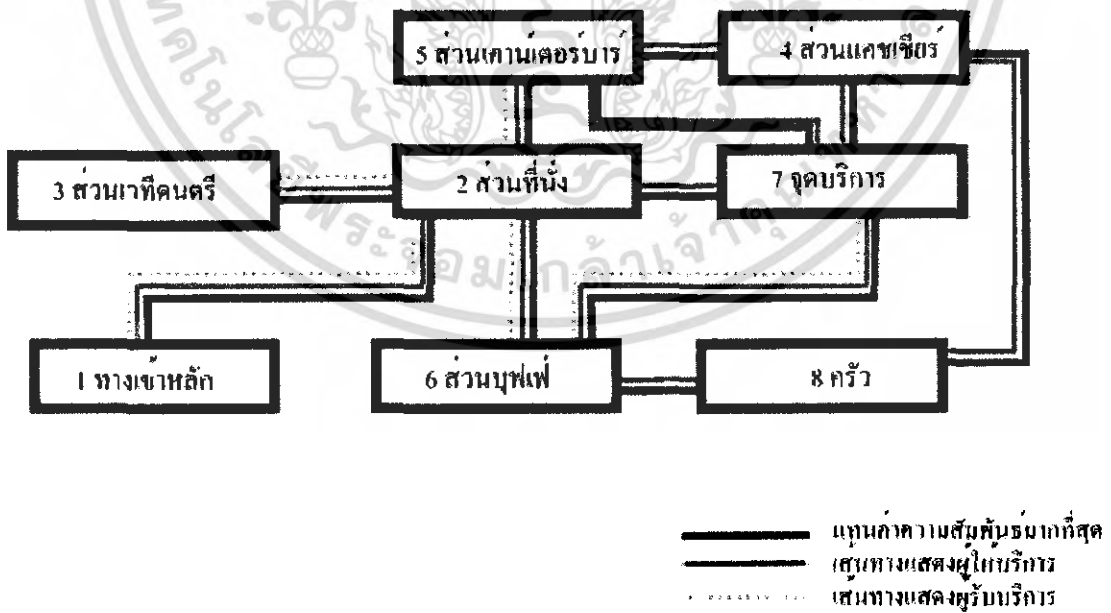 5 ส่วนเคาน์เตอร์บาร์
4 ส่วนแคชเชียร์
3 ส่วนเวทีดนตรี
2 ส่วนที่นั่ง
7 จุดบริการ
1 ทางเข้าหลัก
6 ส่วนบุฟเฟ่
8 ครัว
แทนค่าความสัมพันธ์มากที่สุด
เส้นทางแสดงผู้ให้บริการ
เส้นทางแสดงผู้รับบริการ